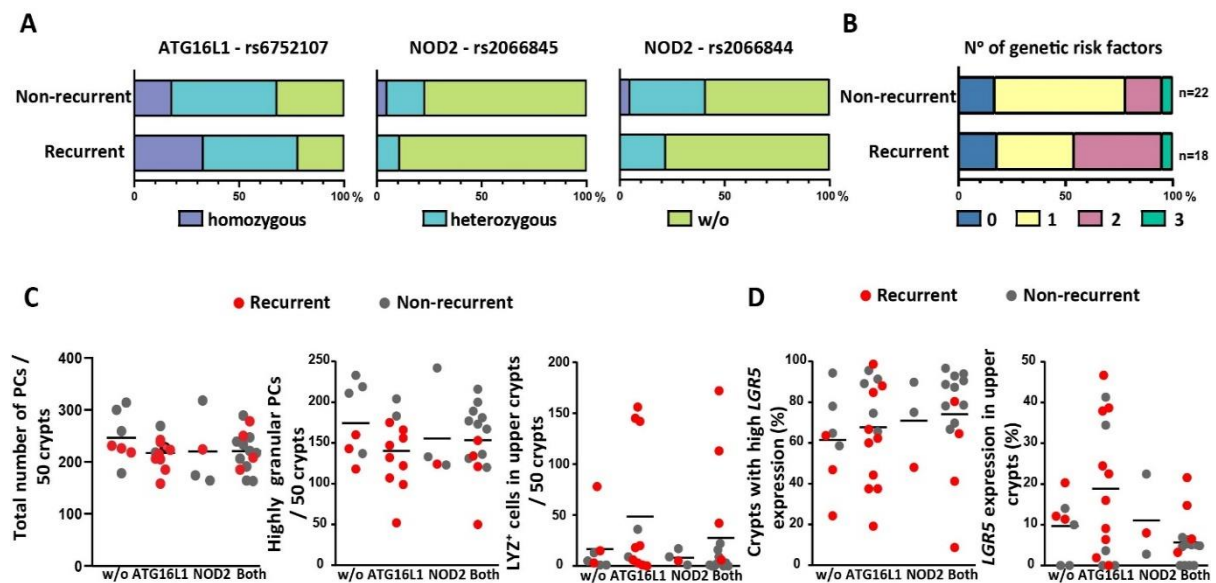 A
B
ATG16L1 - rs6752107
NOD2 - rs2066845
NOD2 - rs2066844
Nº of genetic risk factors
Non-recurrent
Recurrent
0 50 100 %
0 50 100 %
0 50 100 %
homozygous heterozygous w/o
Non-recurrent
n=22
Recurrent
n=18
0 50 100 %
0 1 2 3
C
Recurrent Non-recurrent
Total number of PCs /
50 crypts
400
300
200
100
0
w/o ATG16L1 NOD2 Both
Highly granular PCs
/ 50 crypts
250
200
150
100
50
0
w/o ATG16L1 NOD2 Both
LYZ⁺ cells in upper crypts
/ 50 crypts
200
150
100
50
0
w/o ATG16L1 NOD2 Both
D
Recurrent Non-recurrent
Crypts with high LGR5
expression (%)
100
80
60
40
20
0
w/o ATG16L1 NOD2 Both
LGR5 expression in upper
crypts (%)
50
40
30
20
10
0
w/o ATG16L1 NOD2 Both